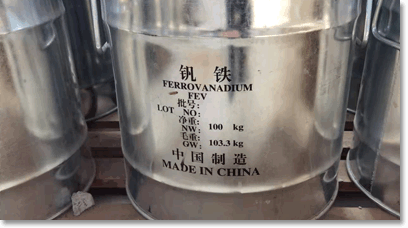 钒 铁
FERROVANADIUM
FEV
批号:
LOT NO:
净重:
NW: 100 kg
毛重:
GW: 103.3 kg
中国制造
MADE IN CHINA